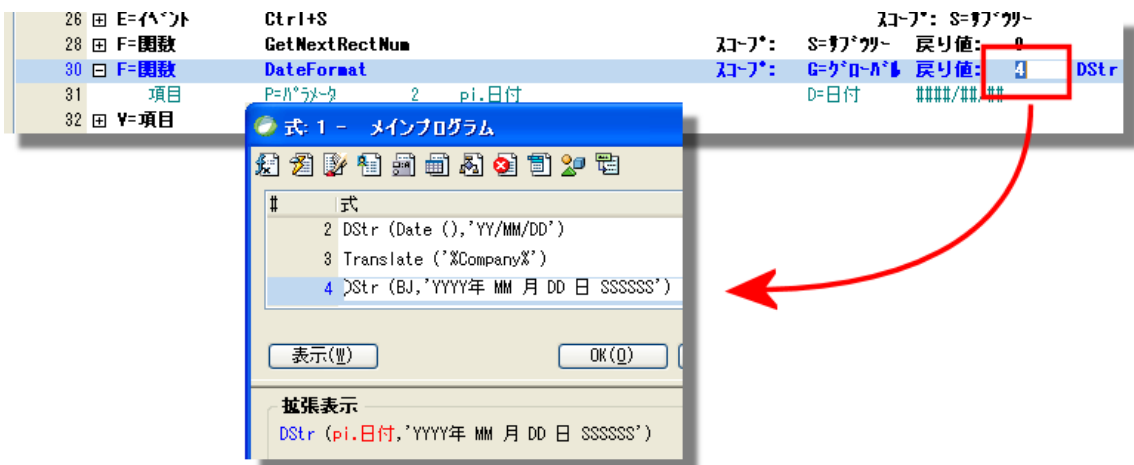 26 E=ｲﾍﾞﾝﾄ Ctrl+S ｽｺｰﾌﾟ: S=ｻﾌﾞﾂﾘｰ
28 F=関数 GetNextRectNum ｽｺｰﾌﾟ: S=ｻﾌﾞﾂﾘｰ 戻り値: 0
30 F=関数 DateFormat ｽｺｰﾌﾟ: G=ｸﾞﾛｰﾊﾞﾙ 戻り値: 4 DStr
31 項目 P=ﾊﾟﾗﾒｰﾀ 2 pi.日付 D=日付 ####/##/##
32 V=項目
式: 1 - メインプログラム
# 式
2 DStr (Date (),'YY/MM/DD')
3 Translate ('%Company%')
4 DStr (BJ,'YYYY年 MM 月 DD 日 SSSSSS')
表示(W) OK(O)
拡張表示
DStr (pi.日付,'YYYY年 MM 月 DD 日 SSSSSS')